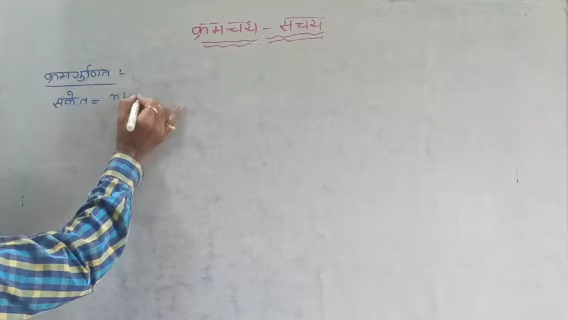 क्रमचय - संचय
क्रमगुणित :
संकेत = n!